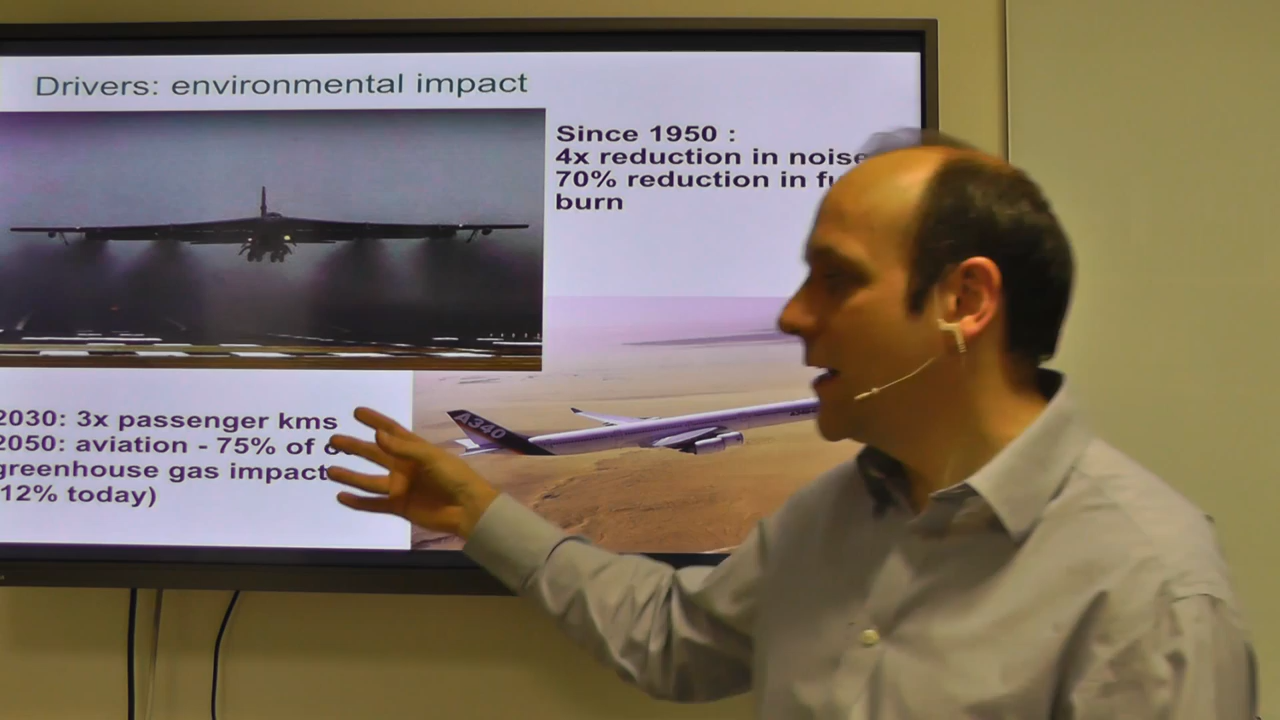 Drivers: environmental impact
Since 1950 :
4x reduction in noise
70% reduction in
burn
A340
2030: 3x passenger kms
2050: aviation - 75% of
greenhouse gas impact
12% today)